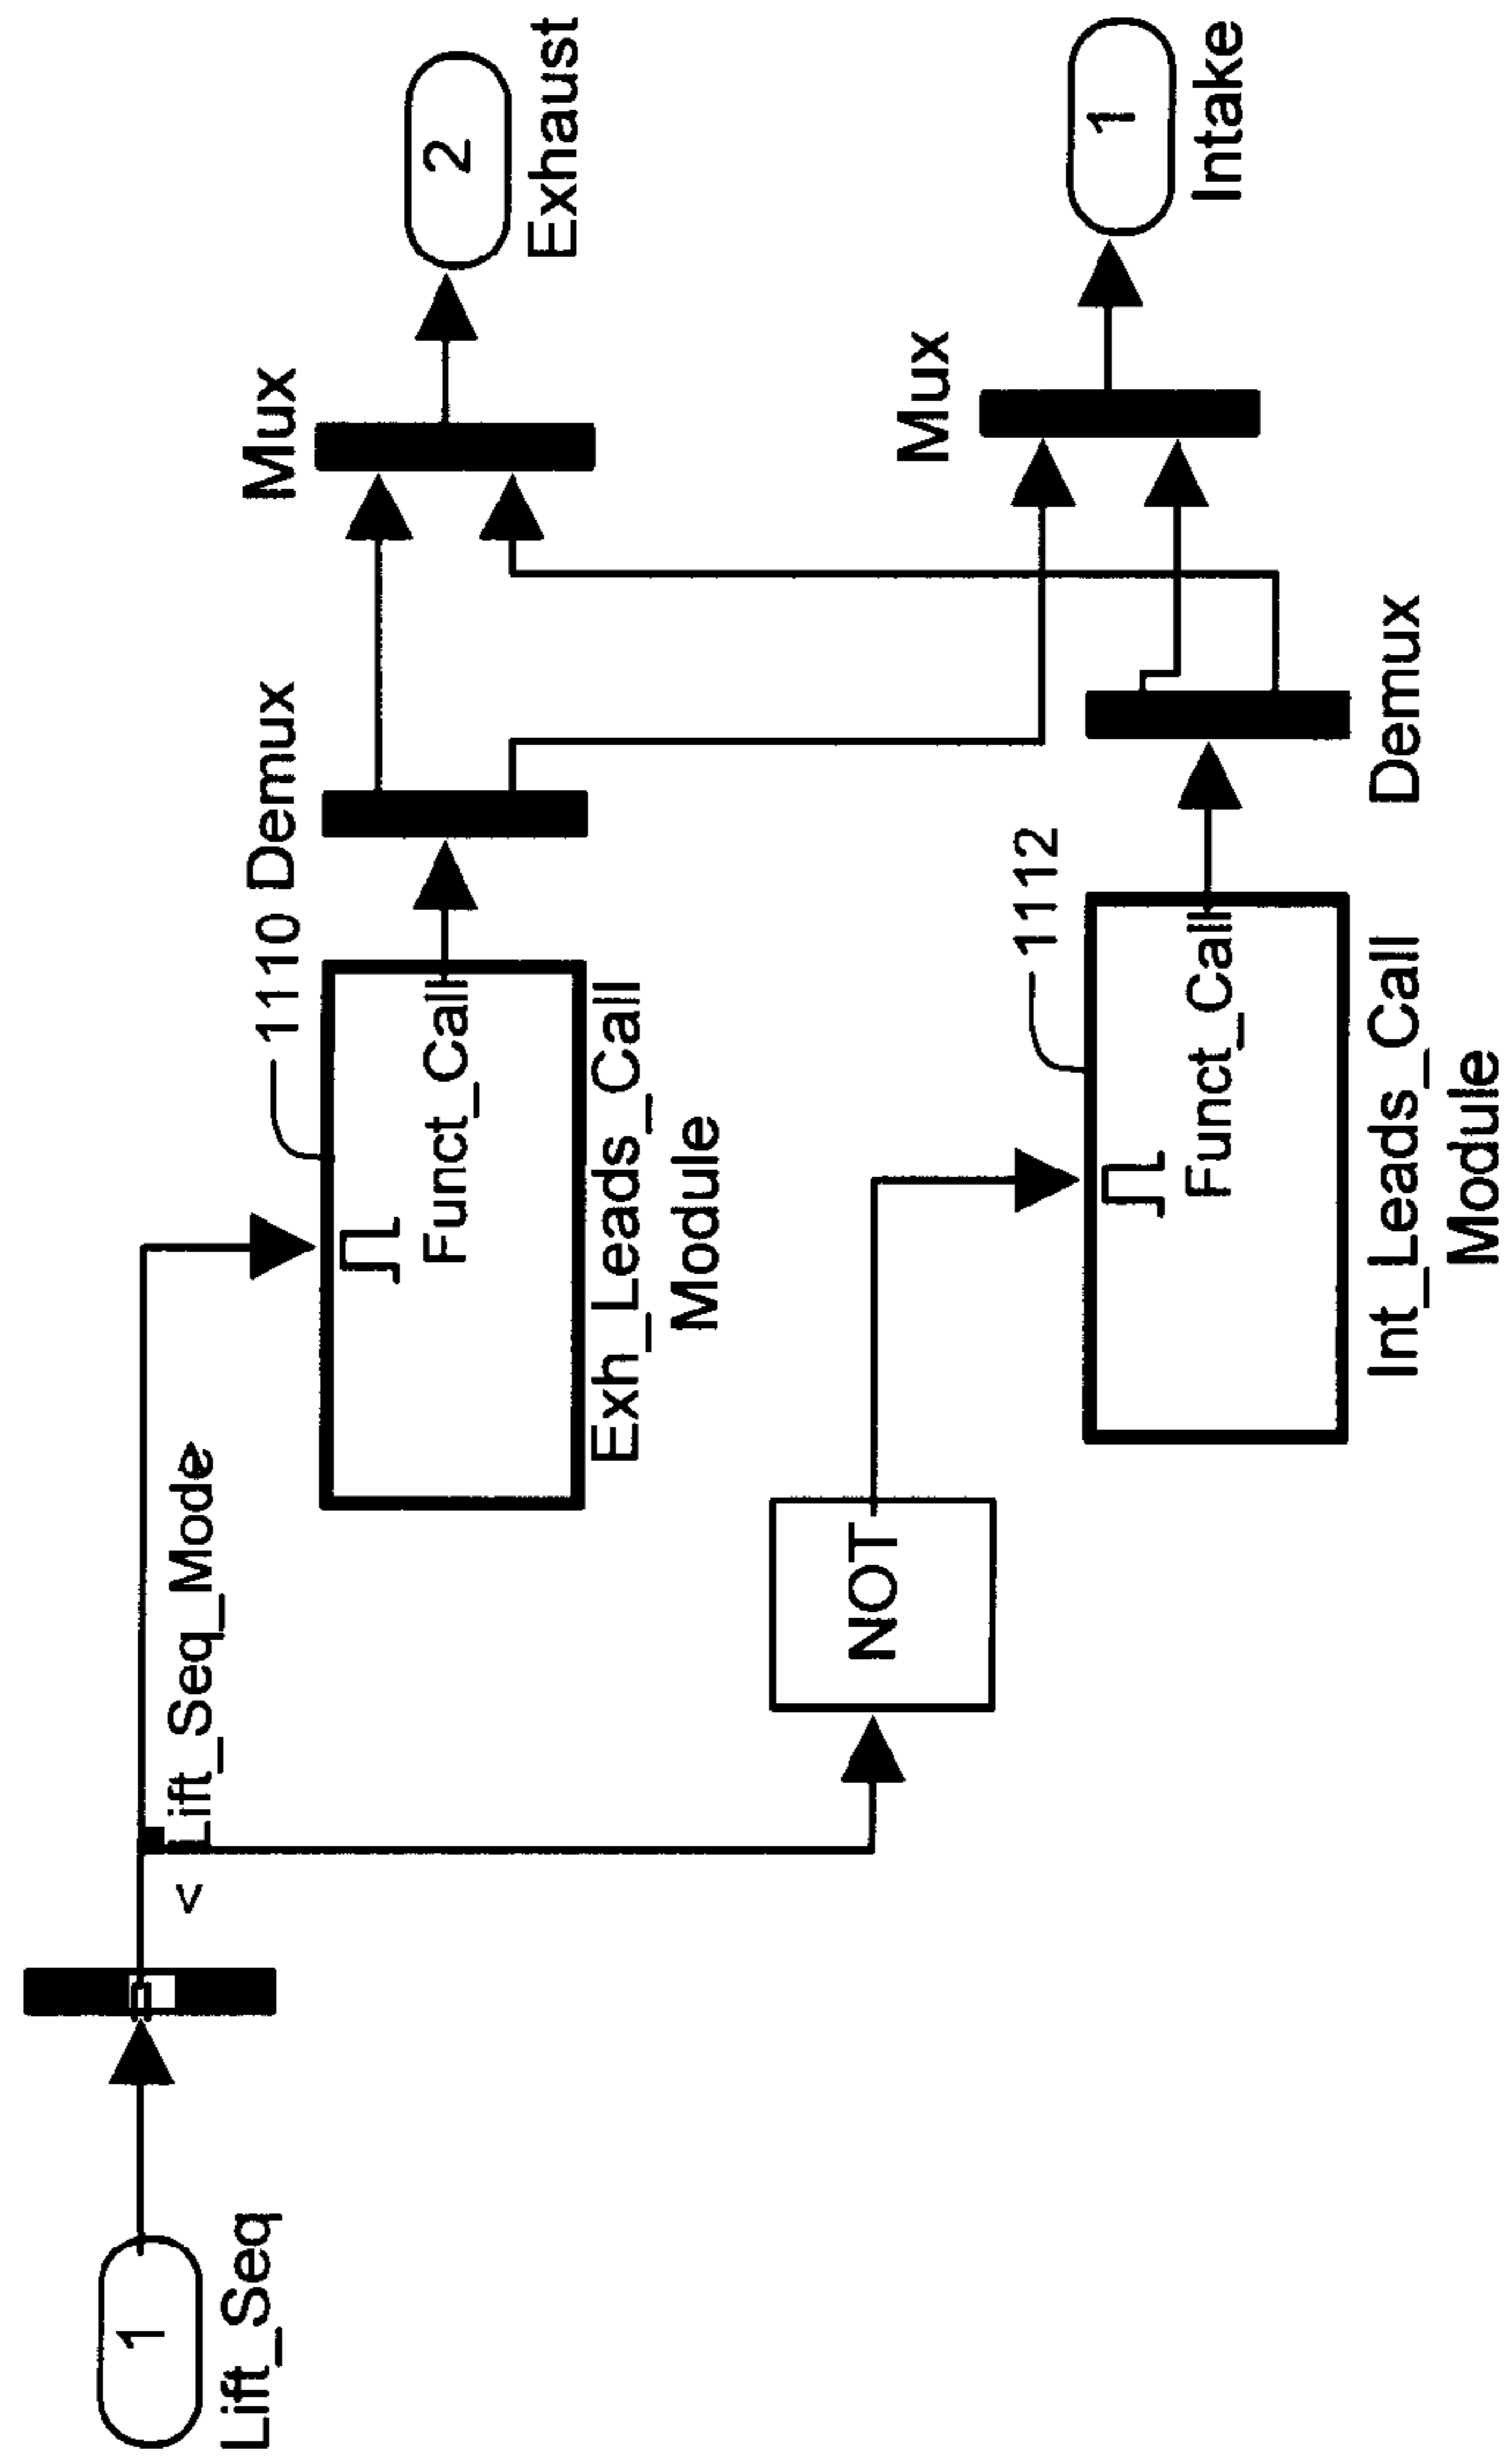 1
Lift_Seq
<Lift_Seq_Mode>
NOT
1110
Funct_Call
Exh_Leads_Call
Module
Demux
Mux
2
Exhaust
1112
Funct_Call
Int_Leads_Call
Module
Demux
Mux
1
Intake